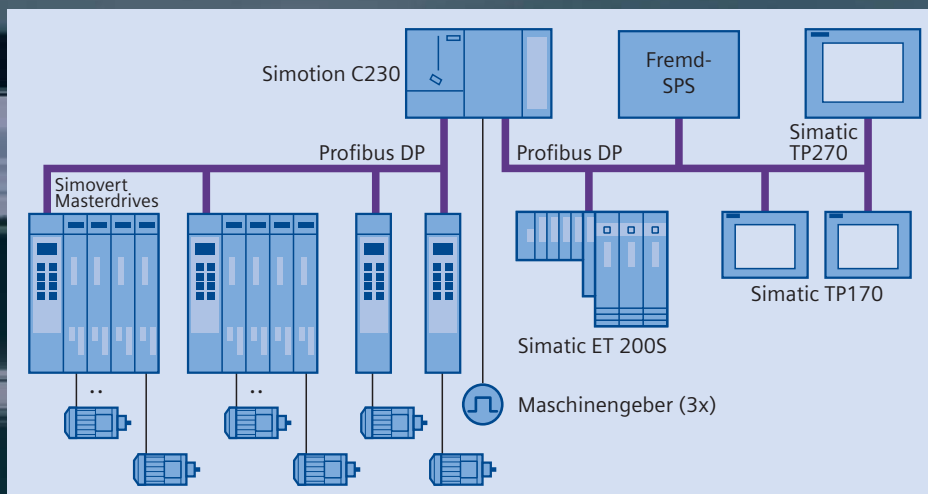 Simotion C230
Fremd-
SPS
Simatic
TP270
Profibus DP
Profibus DP
Simovert
Masterdrives
..
..
Simatic TP170
Simatic ET 200S
Maschinengeber (3x)